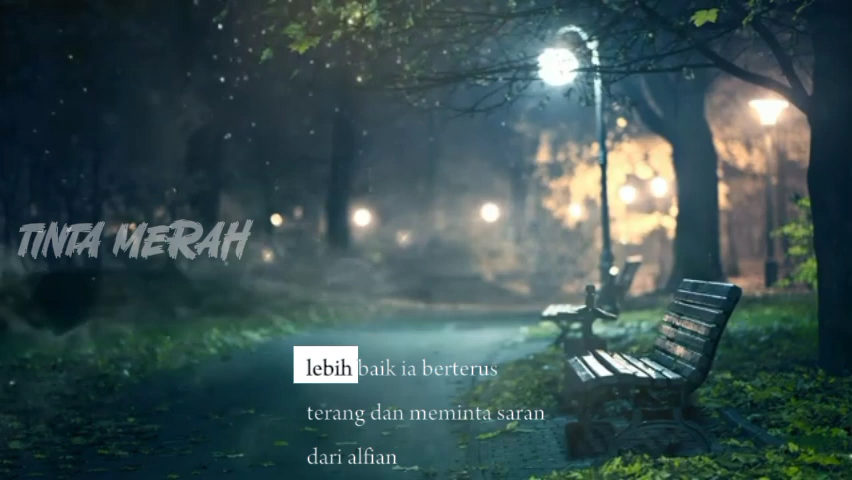 TINTA MERAH
lebih baik ia berterus
terang dan meminta saran
dari alfian